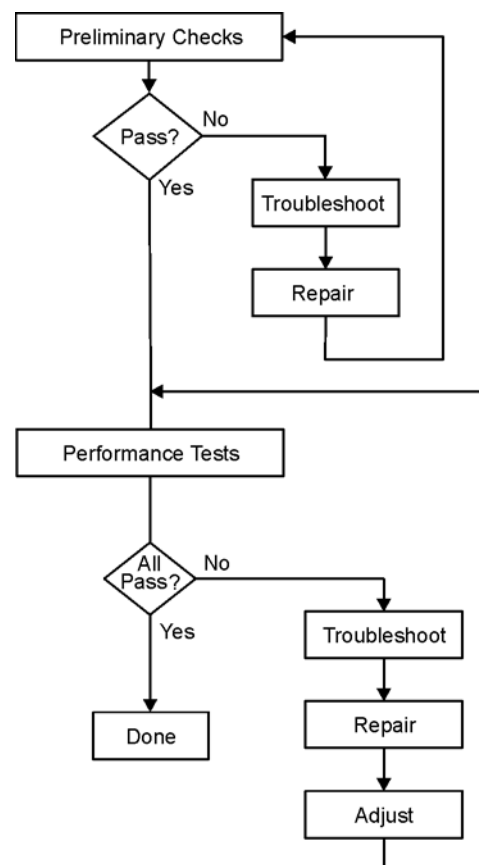 Preliminary Checks
Pass?
No
Yes
Troubleshoot
Repair
Performance Tests
All
Pass?
No
Yes
Troubleshoot
Repair
Done
Adjust